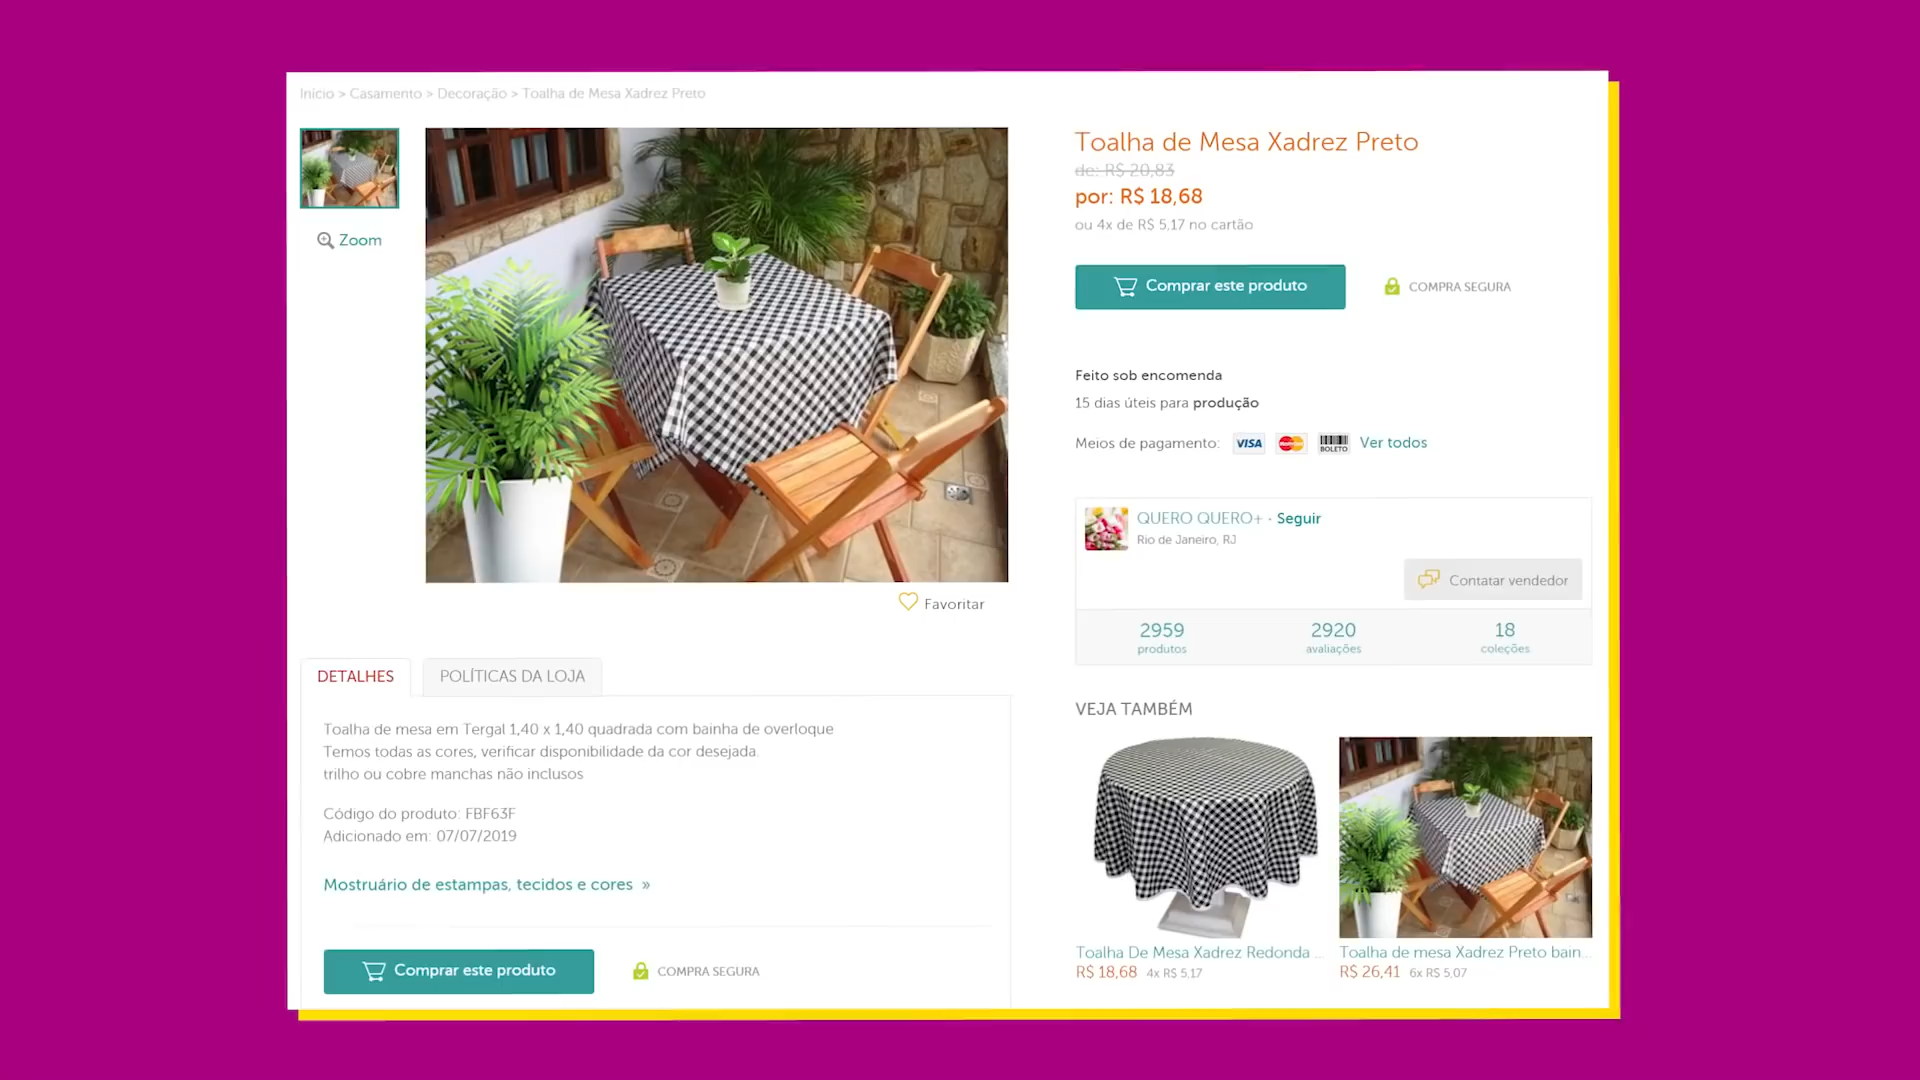 Início > Casamento > Decoração > Toalha de Mesa Xadrez Preto
Zoom
Favoritar
Toalha de Mesa Xadrez Preto
de: R$ 20,83
por: R$ 18,68
ou 4x de R$ 5,17 no cartão
Comprar este produto
COMPRA SEGURA
Feito sob encomenda
15 dias úteis para produção
Meios de pagamento: VISA BOLETO Ver todos
QUERO QUERO+ · Seguir
Rio de Janeiro, RJ
Contatar vendedor
2959 2920 18
produtos avaliações coleções
DETALHES POLÍTICAS DA LOJA
Toalha de mesa em Tergal 1,40 x 1,40 quadrada com bainha de overloque
Temos todas as cores, verificar disponibilidade da cor desejada.
trilho ou cobre manchas não inclusos
Código do produto: FBF63F
Adicionado em: 07/07/2019
Mostruário de estampas, tecidos e cores »
Comprar este produto
COMPRA SEGURA
VEJA TAMBÉM
Toalha De Mesa Xadrez Redonda ...
R$ 18,68 4x R$ 5,17
Toalha de mesa Xadrez Preto bain...
R$ 26,41 6x R$ 5,07